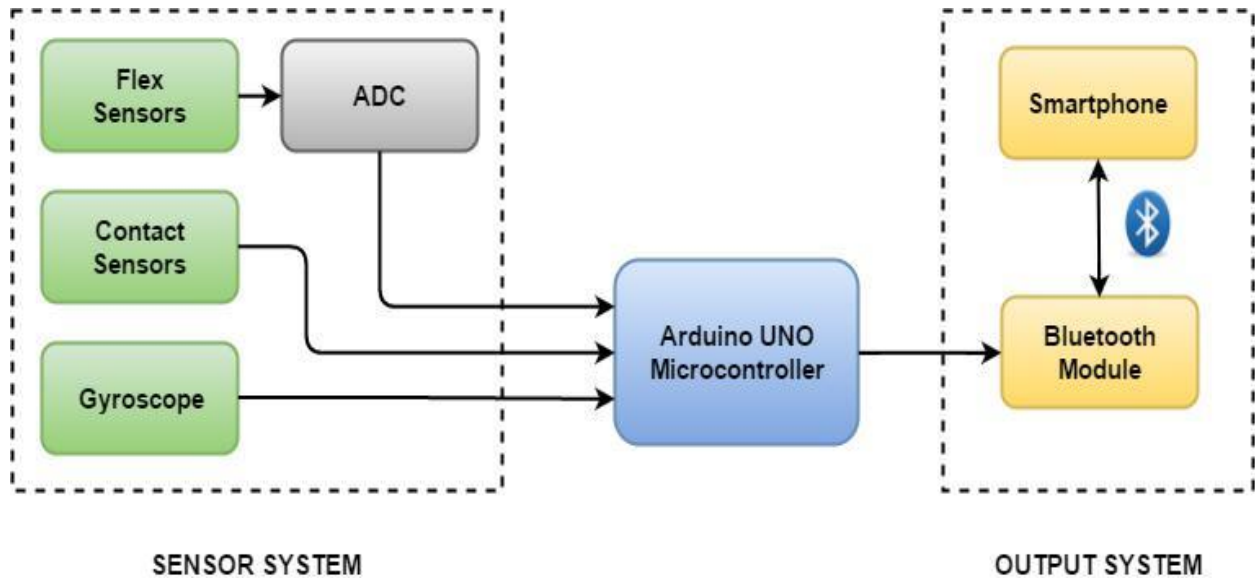 Flex
Sensors
ADC
Smartphone
Contact
Sensors
Arduino UNO
Microcontroller
Bluetooth
Module
Gyroscope
SENSOR SYSTEM
OUTPUT SYSTEM